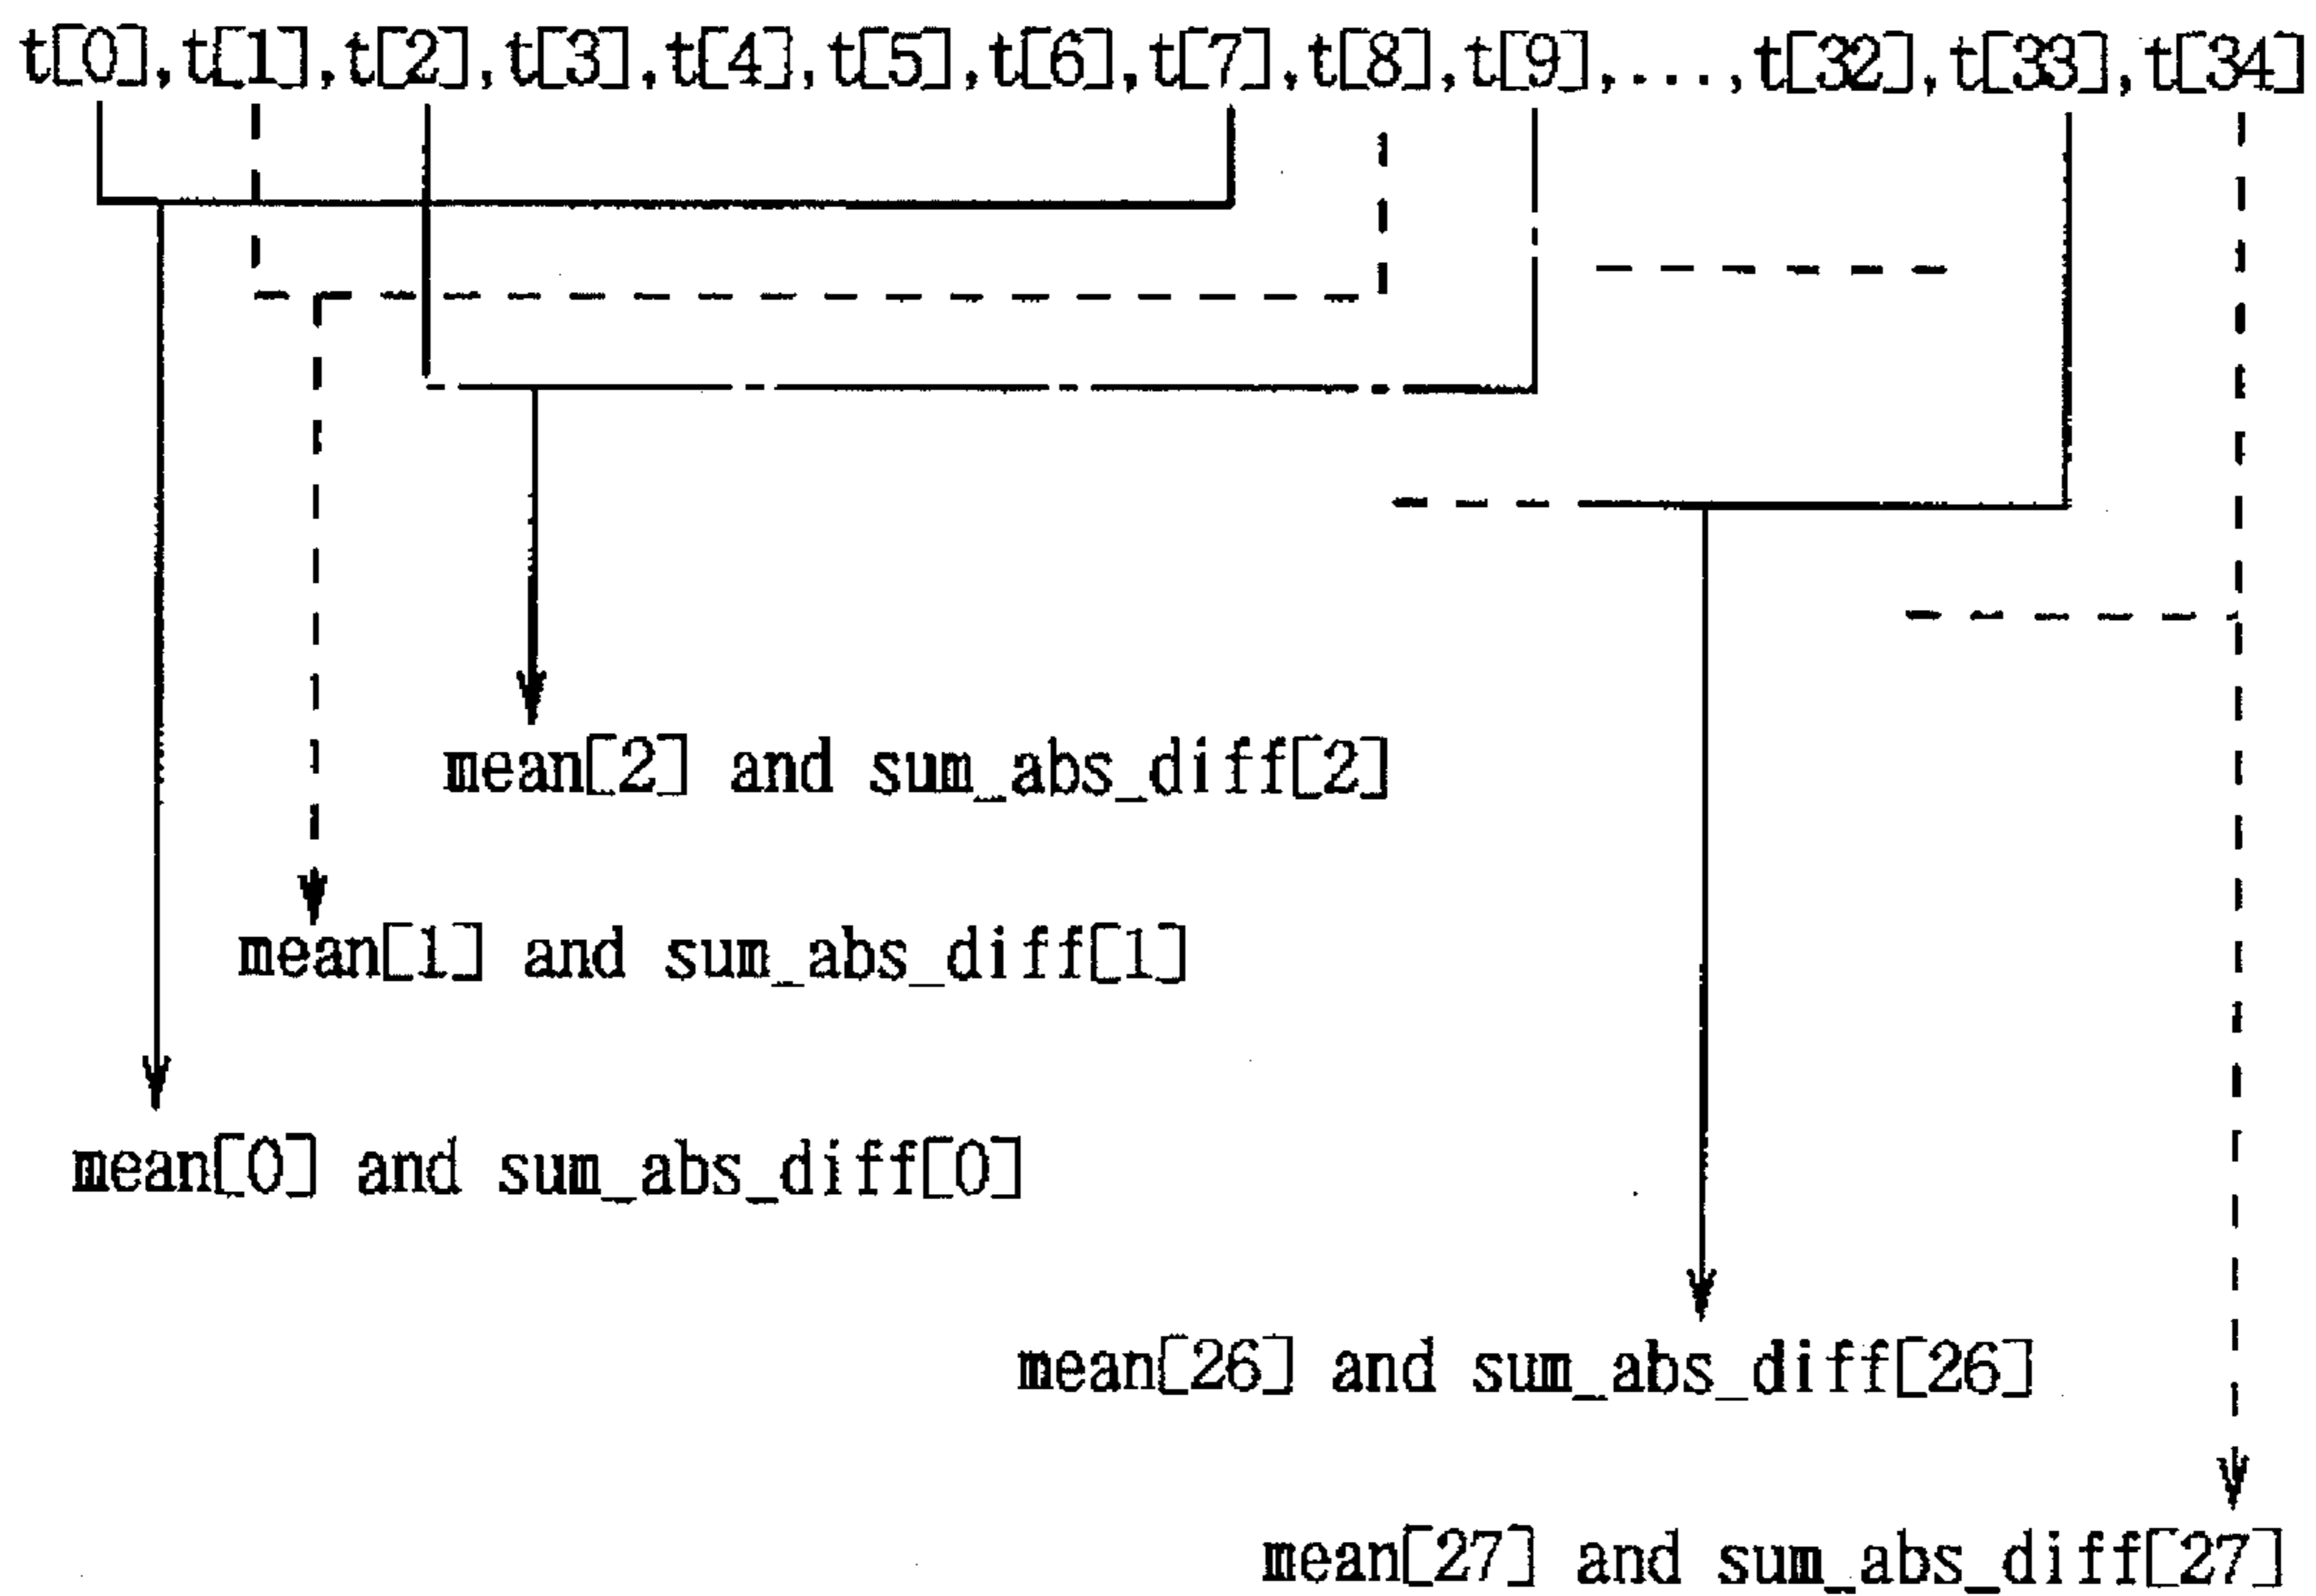 t[0],t[1],t[2],t[3],t[4],t[5],t[6],t[7],t[8],t[9],...,t[32],t[33],t[34]
mean[2] and sum_abs_diff[2]
mean[1] and sum_abs_diff[1]
mean[0] and sum_abs_diff[0]
mean[26] and sum_abs_diff[26]
mean[27] and sum_abs_diff[27]